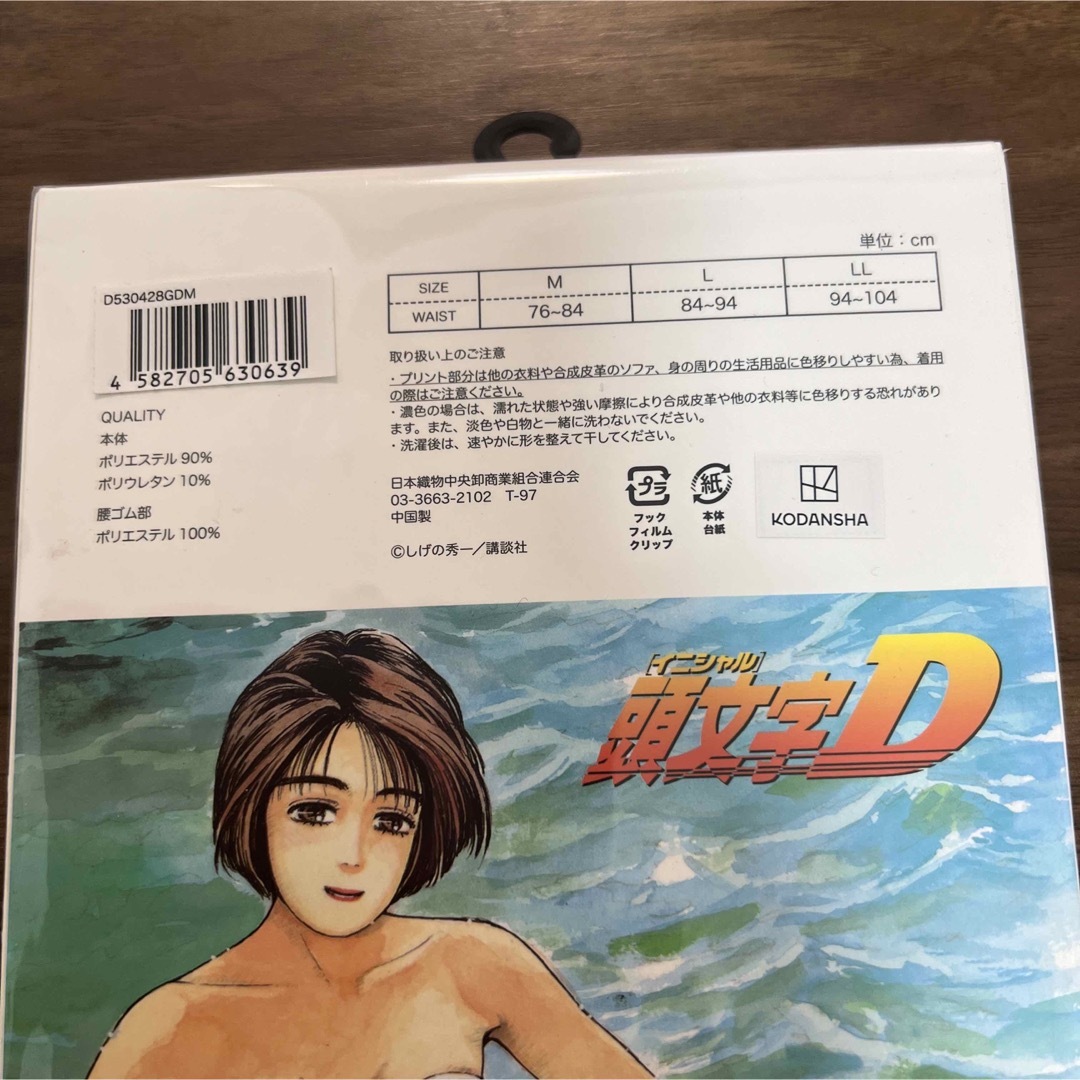 単位：cm
SIZE M L LL
WAIST 76~84 84~94 94~104
D530428GDM
4 582705 630639
QUALITY
本体
ポリエステル 90%
ポリウレタン 10%
腰ゴム部
ポリエステル 100%
取り扱い上のご注意
・プリント部分は他の衣料や合成皮革のソファ、身の周りの生活用品に色移りしやすい為、着用
の際はご注意ください。
・濃色の場合は、濡れた状態や強い摩擦により合成皮革や他の衣料等に色移りする恐れがあり
ます。また、淡色や白物と一緒に洗わないでください。
・洗濯後は、速やかに形を整えて干してください。
日本織物中央卸商業組合連合会
03-3663-2102 T-97
中国製
©しげの秀一／講談社
プラ
フック
フィルム
クリップ
紙
本体
台紙
KODANSHA
[イニシャル]
頭文字D